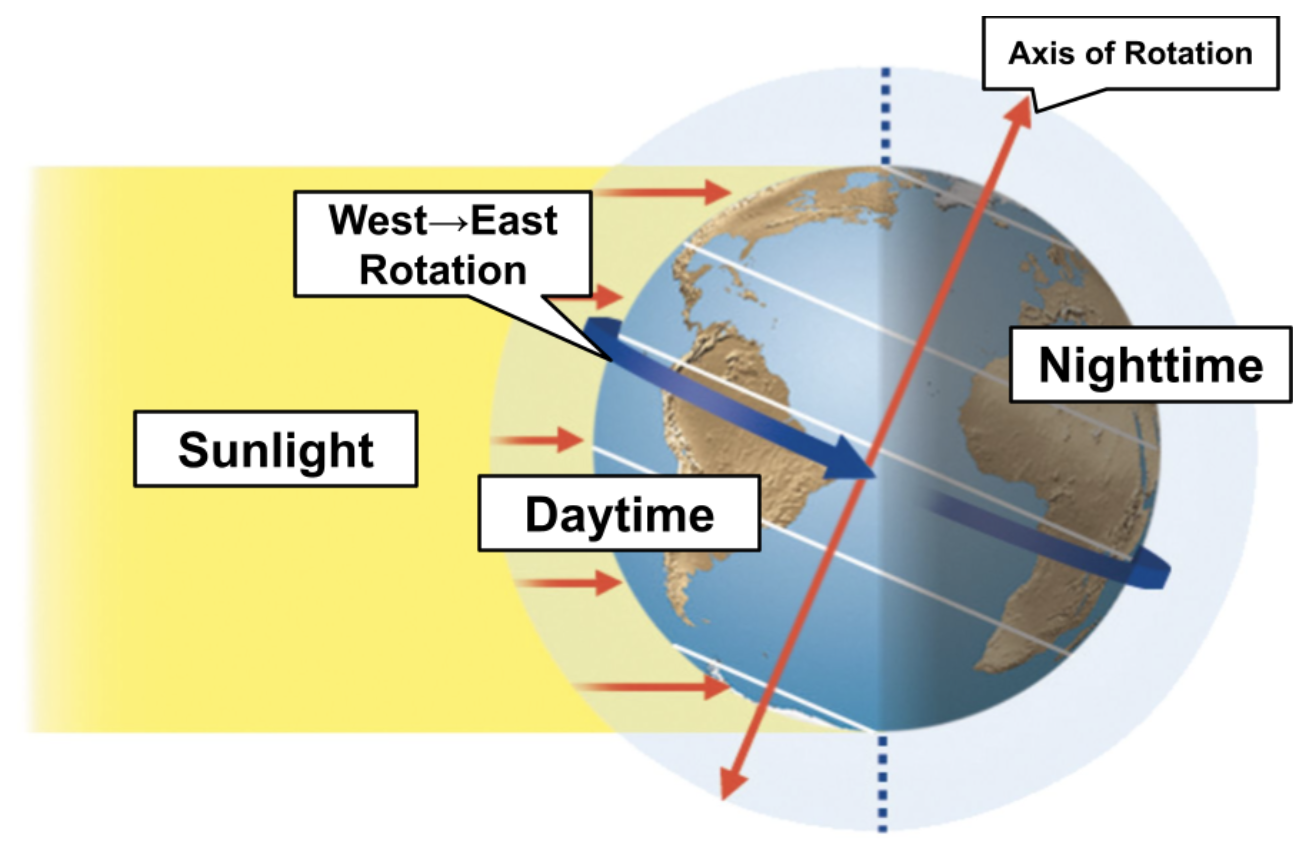 Axis of Rotation
West→East
Rotation
Nighttime
Sunlight
Daytime